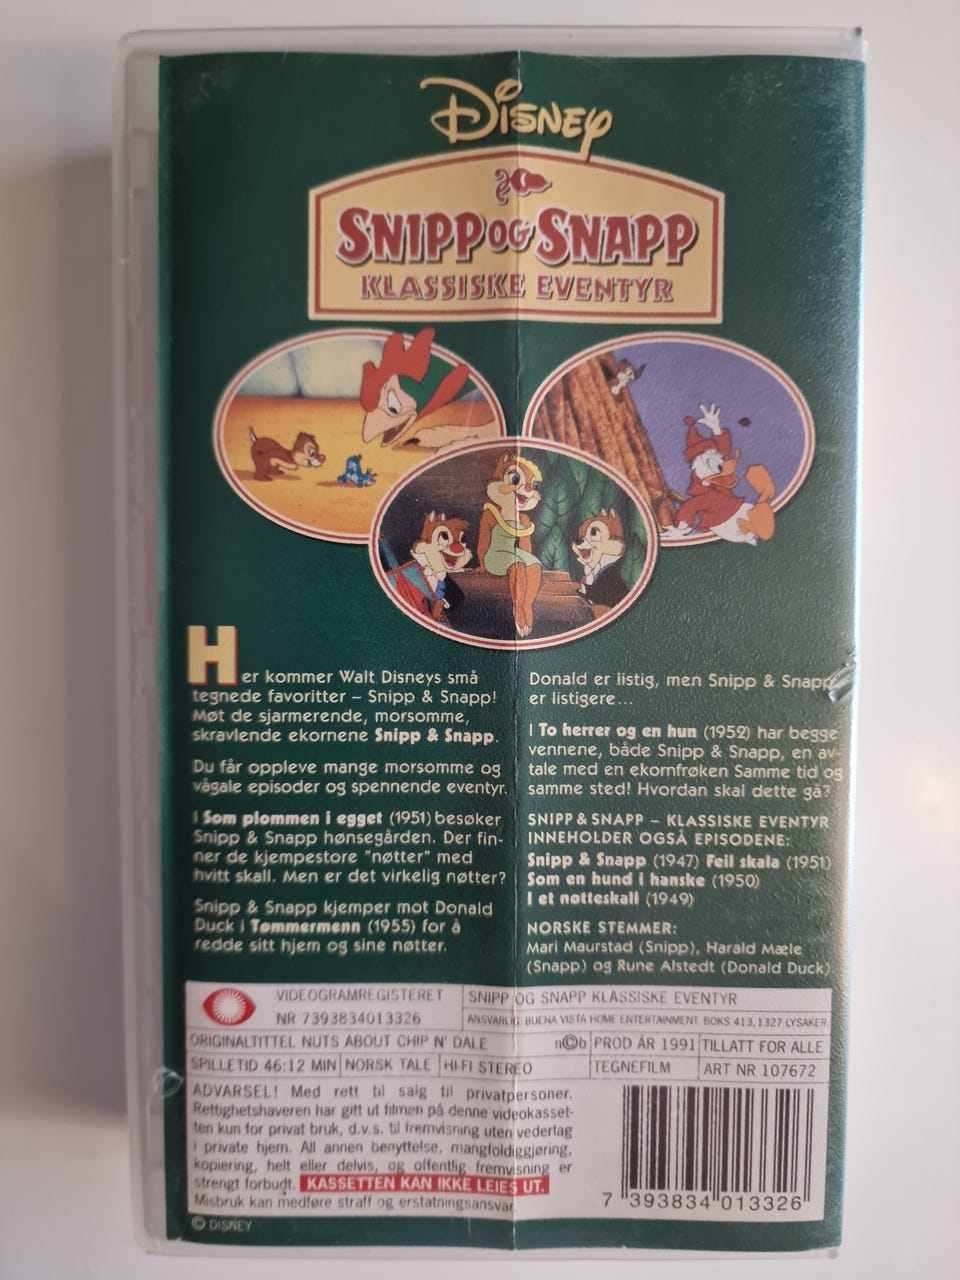 Disney
SNIPP OG SNAPP
KLASSISKE EVENTYR
Her kommer Walt Disneys små
tegnede favoritter – Snipp & Snapp!
Møt de sjarmerende, morsomme,
skravlende ekornene Snipp & Snapp.
Du får oppleve mange morsomme og
vågale episoder og spennende eventyr.
I Som plommen i egget (1951) besøker
Snipp & Snapp hønsegården. Der fin-
ner de kjempestore "nøtter" med
hvitt skall. Men er det virkelig nøtter?
Snipp & Snapp kjemper mot Donald
Duck i Tømmermenn (1955) for å
redde sitt hjem og sine nøtter.
Donald er listig, men Snipp & Snapp
er listigere...
I To herrer og en hun (1952) har begge
vennene, både Snipp & Snapp, en av-
tale med en ekornfrøken Samme tid og
samme sted! Hvordan skal dette gå?
SNIPP & SNAPP – KLASSISKE EVENTYR
INNEHOLDER OGSÅ EPISODENE:
Snipp & Snapp (1947) Feil skala (1951)
Som en hund i hanske (1950)
I et nøtteskall (1949)
NORSKE STEMMER:
Mari Maurstad (Snipp), Harald Mæle
(Snapp) og Rune Alstedt (Donald Duck)
VIDEOGRAMREGISTERET
NR 7393834013326
SNIPP OG SNAPP KLASSISKE EVENTYR
ANSVARLIG BUENA VISTA HOME ENTERTAINMENT. BOKS 413, 1327 LYSAKER.
ORIGINALTITTEL NUTS ABOUT CHIP N' DALE
n©b PROD ÅR 1991 TILLATT FOR ALLE
SPILLETID 46:12 MIN NORSK TALE HI-FI STEREO TEGNEFILM ART NR 107672
ADVARSEL! Med rett til salg til privatpersoner.
Rettighetshaveren har gitt ut filmen på denne videokasset-
ten kun for privat bruk, d.v.s. til fremvisning uten vederlag
i private hjem. All annen benyttelse, mangfoldiggjøring,
kopiering, helt eller delvis, og offentlig fremvisning er
strengt forbudt. KASSETTEN KAN IKKE LEIES UT.
Misbruk kan medføre straff og erstatningsansvar.
7 393834 013326
© DISNEY